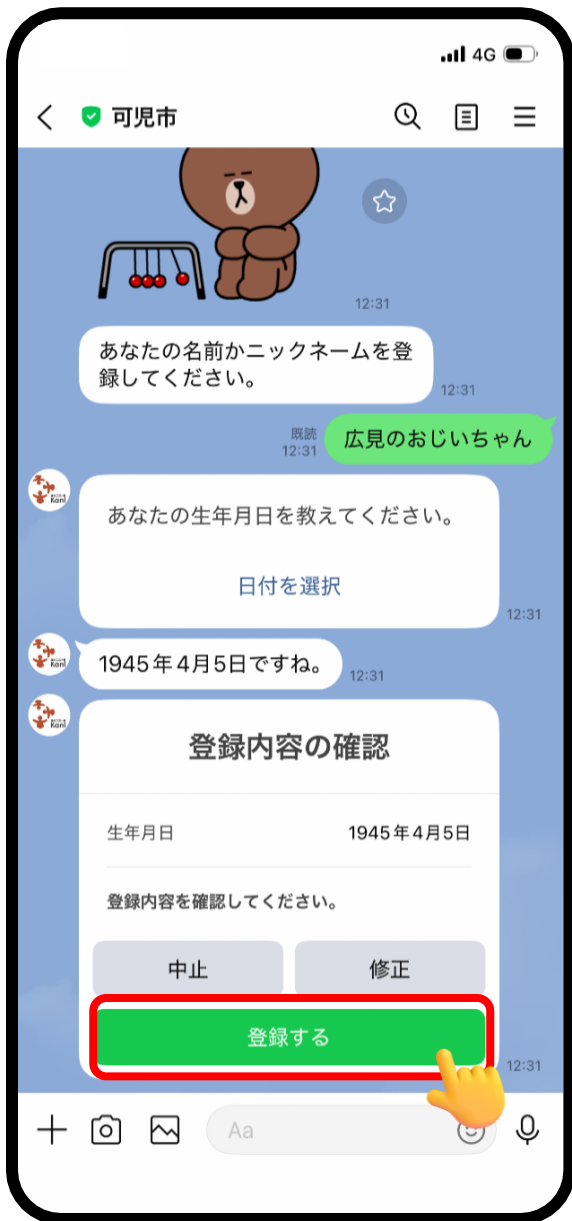 4G
可児市
12:31
あなたの名前かニックネームを登
録してください。
12:31
既読
12:31
広見のおじいちゃん
Kani
あなたの生年月日を教えてください。
日付を選択
12:31
Kani
1945年4月5日ですね。
12:31
Kani
登録内容の確認
生年月日
1945年4月5日
登録内容を確認してください。
中止
修正
登録する
12:31
Aa